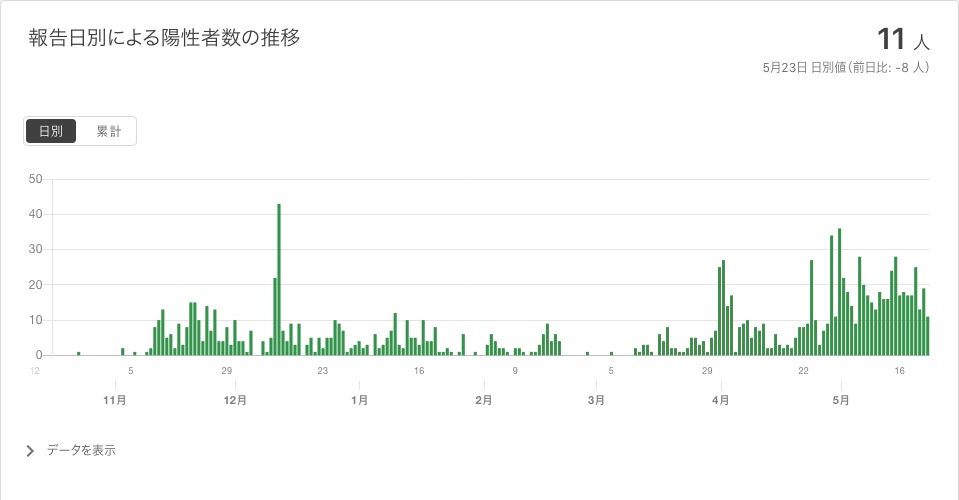 報告日別による陽性者数の推移
11 人
5月23日 日別値（前日比: -8 人）
日別 累計
50
40
30
20
10
0
12 5 29 23 16 9 5 29 22 16
11月 12月 1月 2月 3月 4月 5月
データを表示